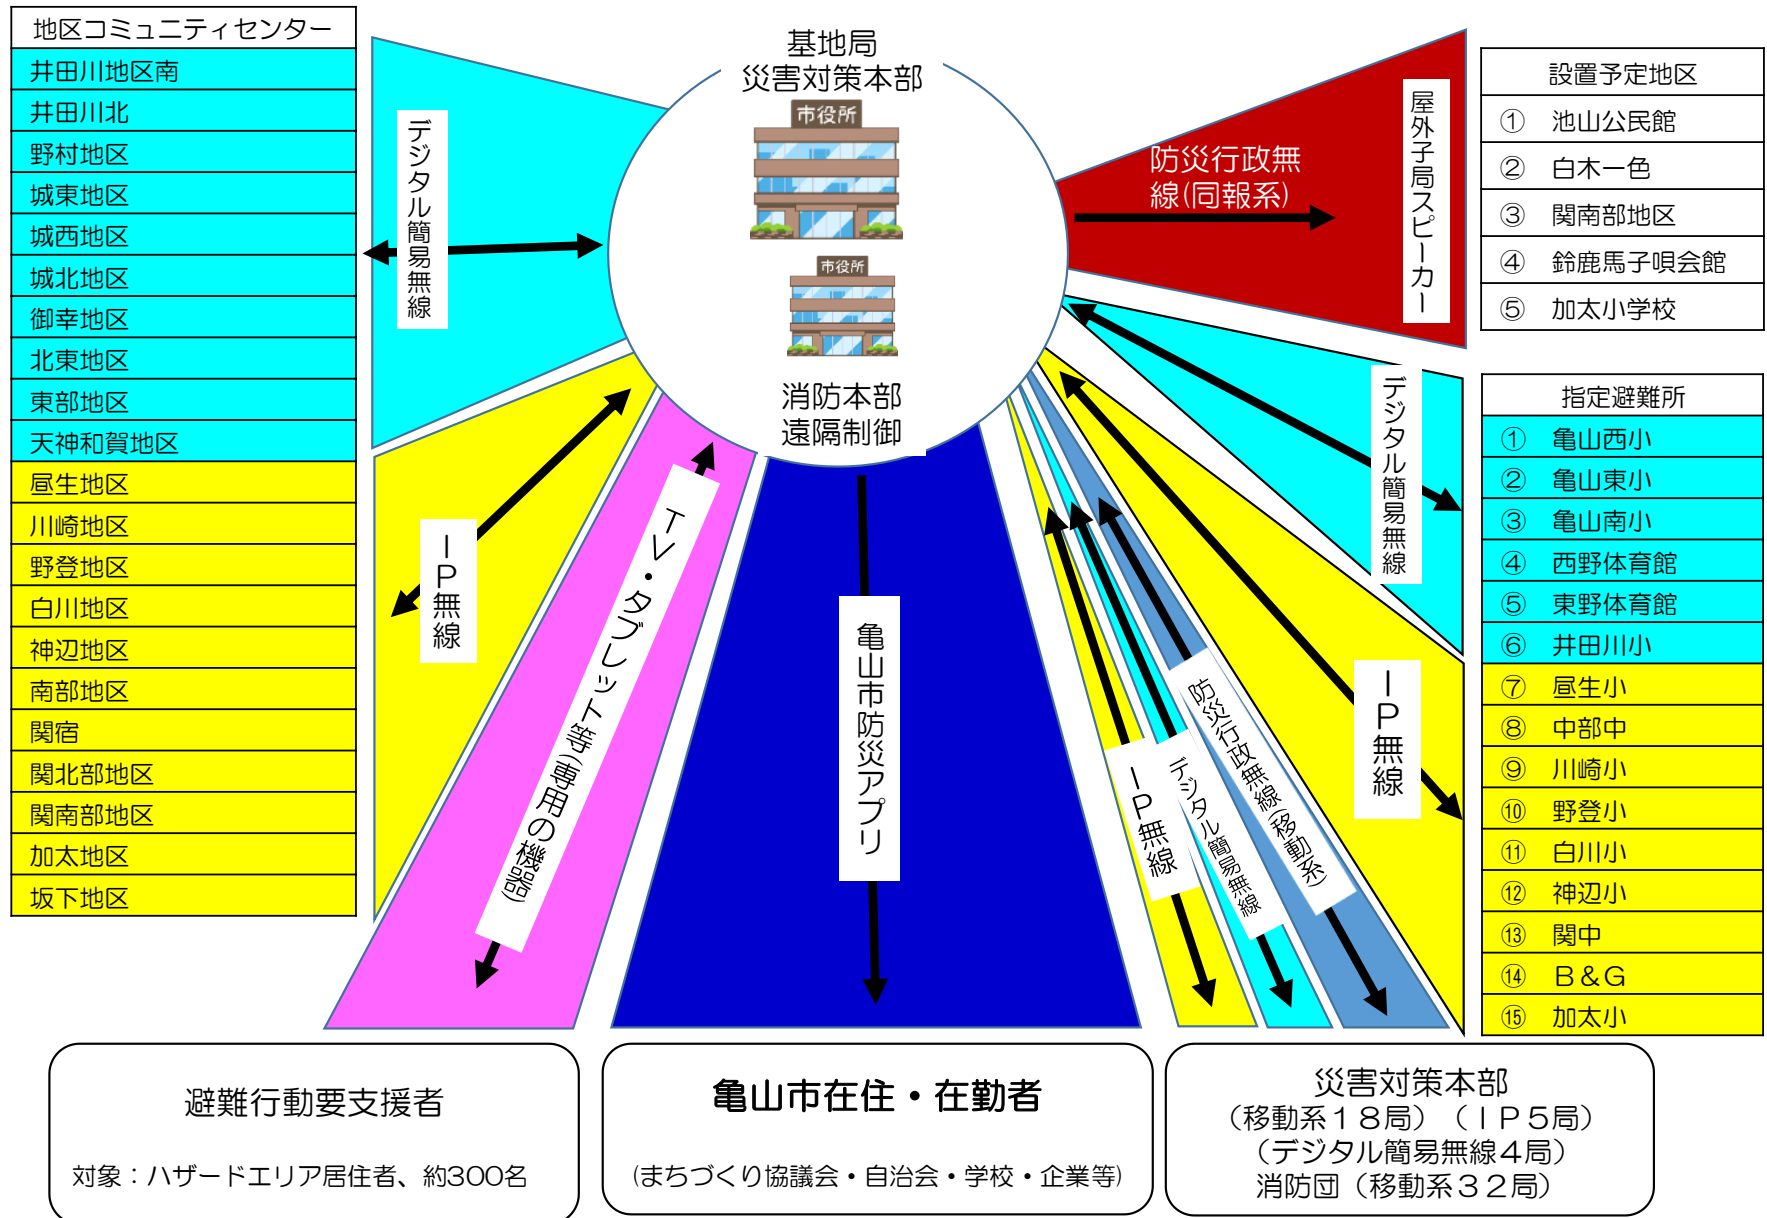 地区コミュニティセンター
井田川地区南
井田川北
野村地区
城東地区
城西地区
城北地区
御幸地区
北東地区
東部地区
天神和賀地区
昼生地区
川崎地区
野登地区
白川地区
神辺地区
南部地区
関宿
関北部地区
関南部地区
加太地区
坂下地区
デジタル簡易無線
IP無線
TV・タブレット等(専用の機器)
基地局
災害対策本部
市役所
市役所
消防本部
遠隔制御
亀山市防災アプリ
防災行政無
線(同報系)
屋外子局スピーカー
デジタル簡易無線
IP無線
防災行政無線(移動系)
デジタル簡易無線
IP無線
設置予定地区
① 池山公民館
② 白木一色
③ 関南部地区
④ 鈴鹿馬子唄会館
⑤ 加太小学校
指定避難所
① 亀山西小
② 亀山東小
③ 亀山南小
④ 西野体育館
⑤ 東野体育館
⑥ 井田川小
⑦ 昼生小
⑧ 中部中
⑨ 川崎小
⑩ 野登小
⑪ 白川小
⑫ 神辺小
⑬ 関中
⑭ B&G
⑮ 加太小
避難行動要支援者
対象:ハザードエリア居住者、約300名
亀山市在住・在勤者
(まちづくり協議会・自治会・学校・企業等)
災害対策本部
(移動系18局)(IP5局)
(デジタル簡易無線4局)
消防団(移動系32局)